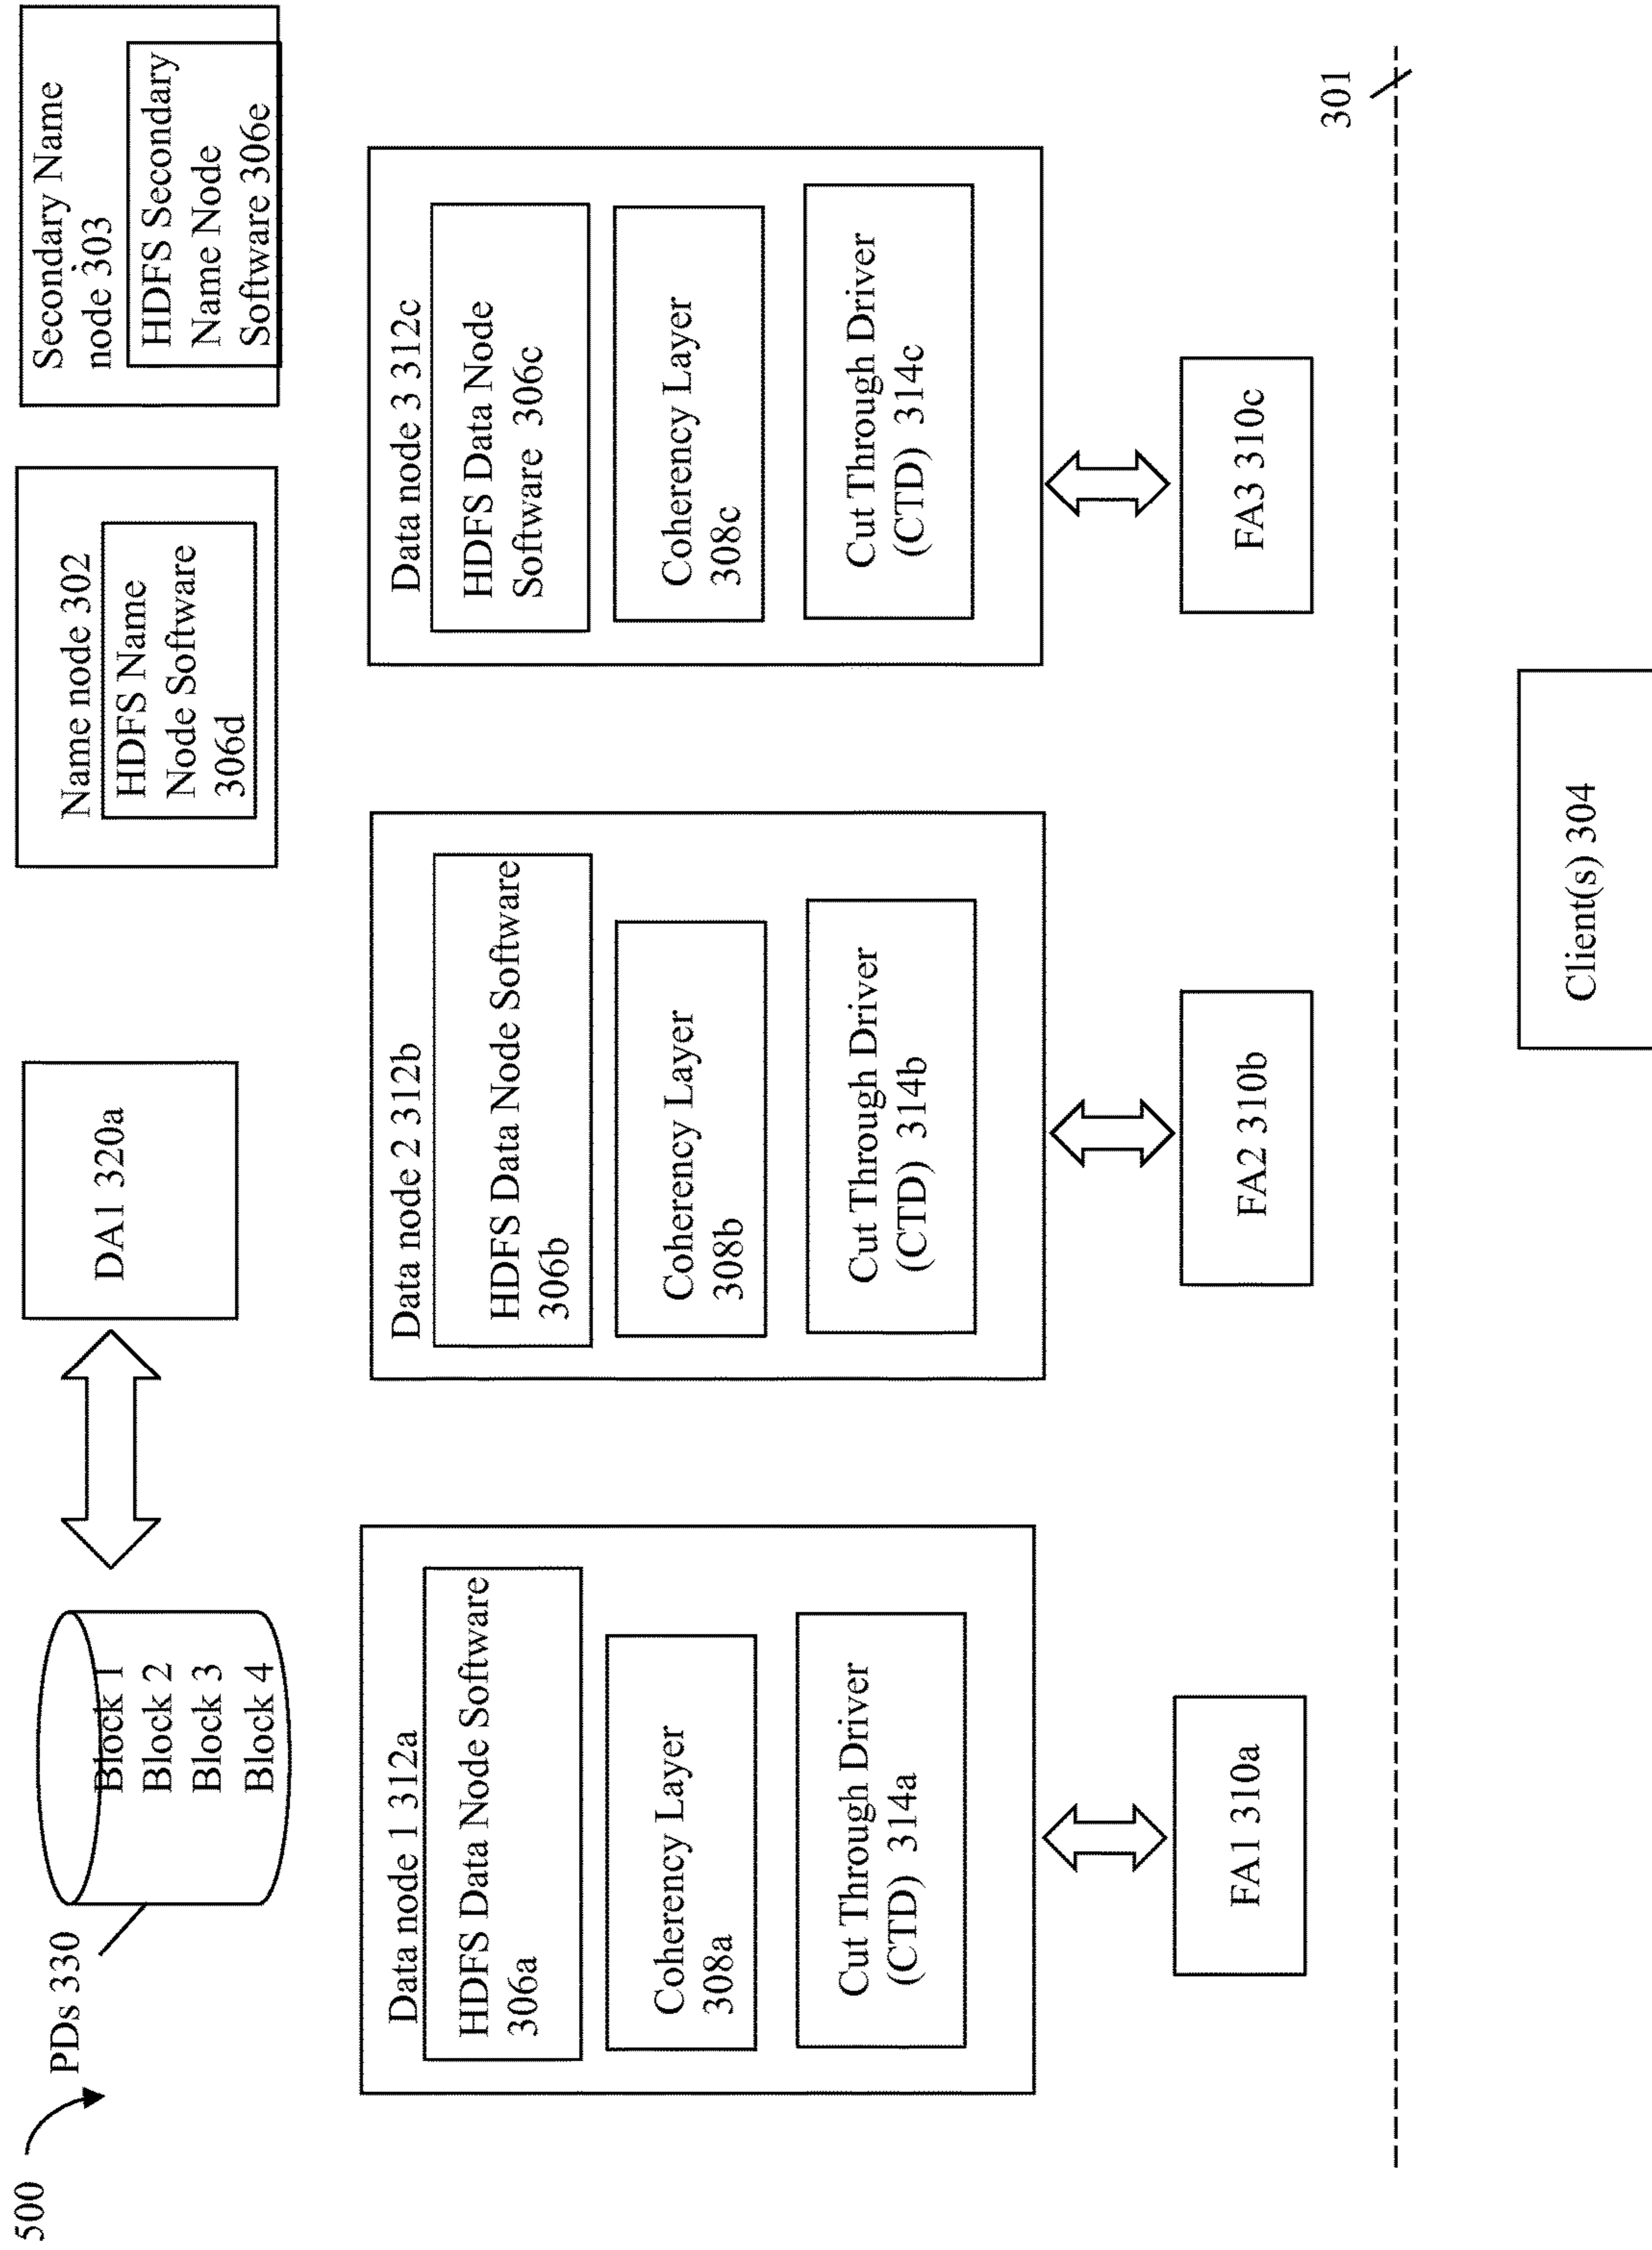 500
PDs 330
Block 1
Block 2
Block 3
Block 4
DA1 320a
Name node 302
HDFS Name
Node Software
306d
Secondary Name
node 303
HDFS Secondary
Name Node
Software 306e
Data node 1 312a
HDFS Data Node Software
306a
Coherency Layer
308a
Cut Through Driver
(CTD) 314a
Data node 2 312b
HDFS Data Node Software
306b
Coherency Layer
308b
Cut Through Driver
(CTD) 314b
Data node 3 312c
HDFS Data Node
Software 306c
Coherency Layer
308c
Cut Through Driver
(CTD) 314c
FA1 310a
FA2 310b
FA3 310c
301
Client(s) 304